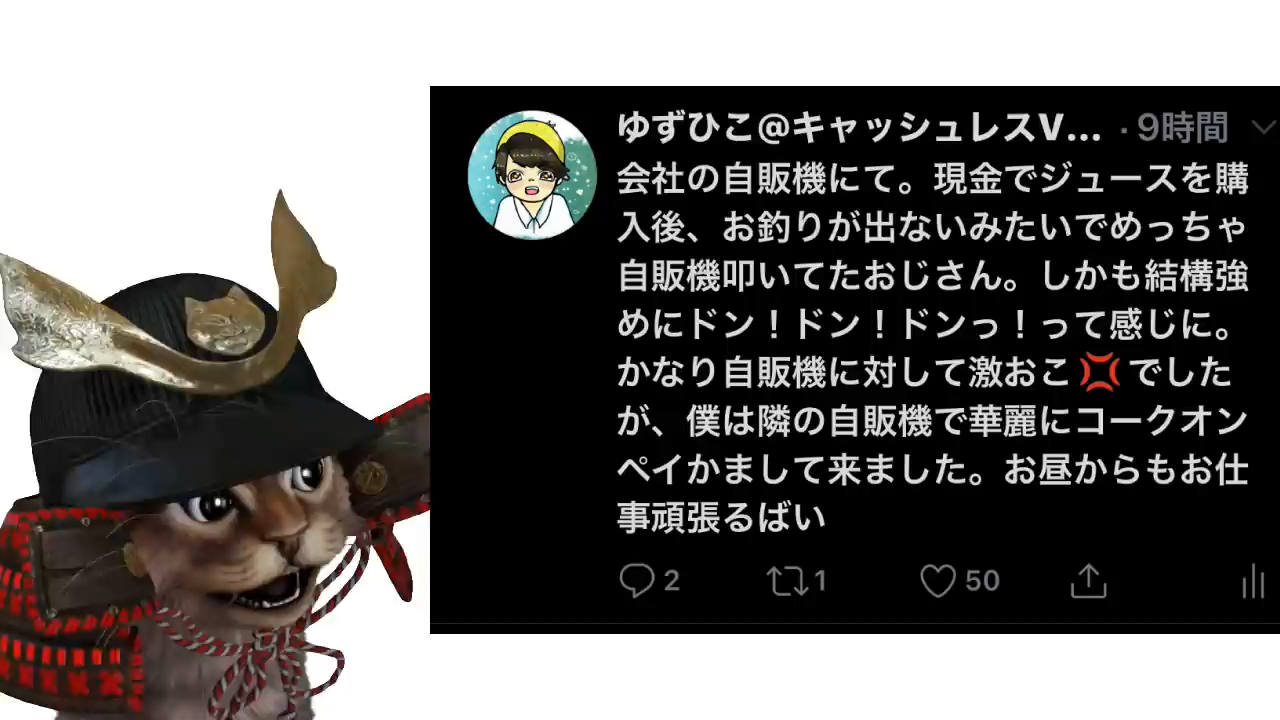 ゆずひこ@キャッシュレスV... ・9時間
会社の自販機にて。現金でジュースを購
入後、お釣りが出ないみたいでめっちゃ
自販機叩いてたおじさん。しかも結構強
めにドン！ドン！ドンっ！って感じに。
かなり自販機に対して激おこ💢でした
が、僕は隣の自販機で華麗にコークオン
ペイかまして来ました。お昼からもお仕
事頑張るばい
2 1 50